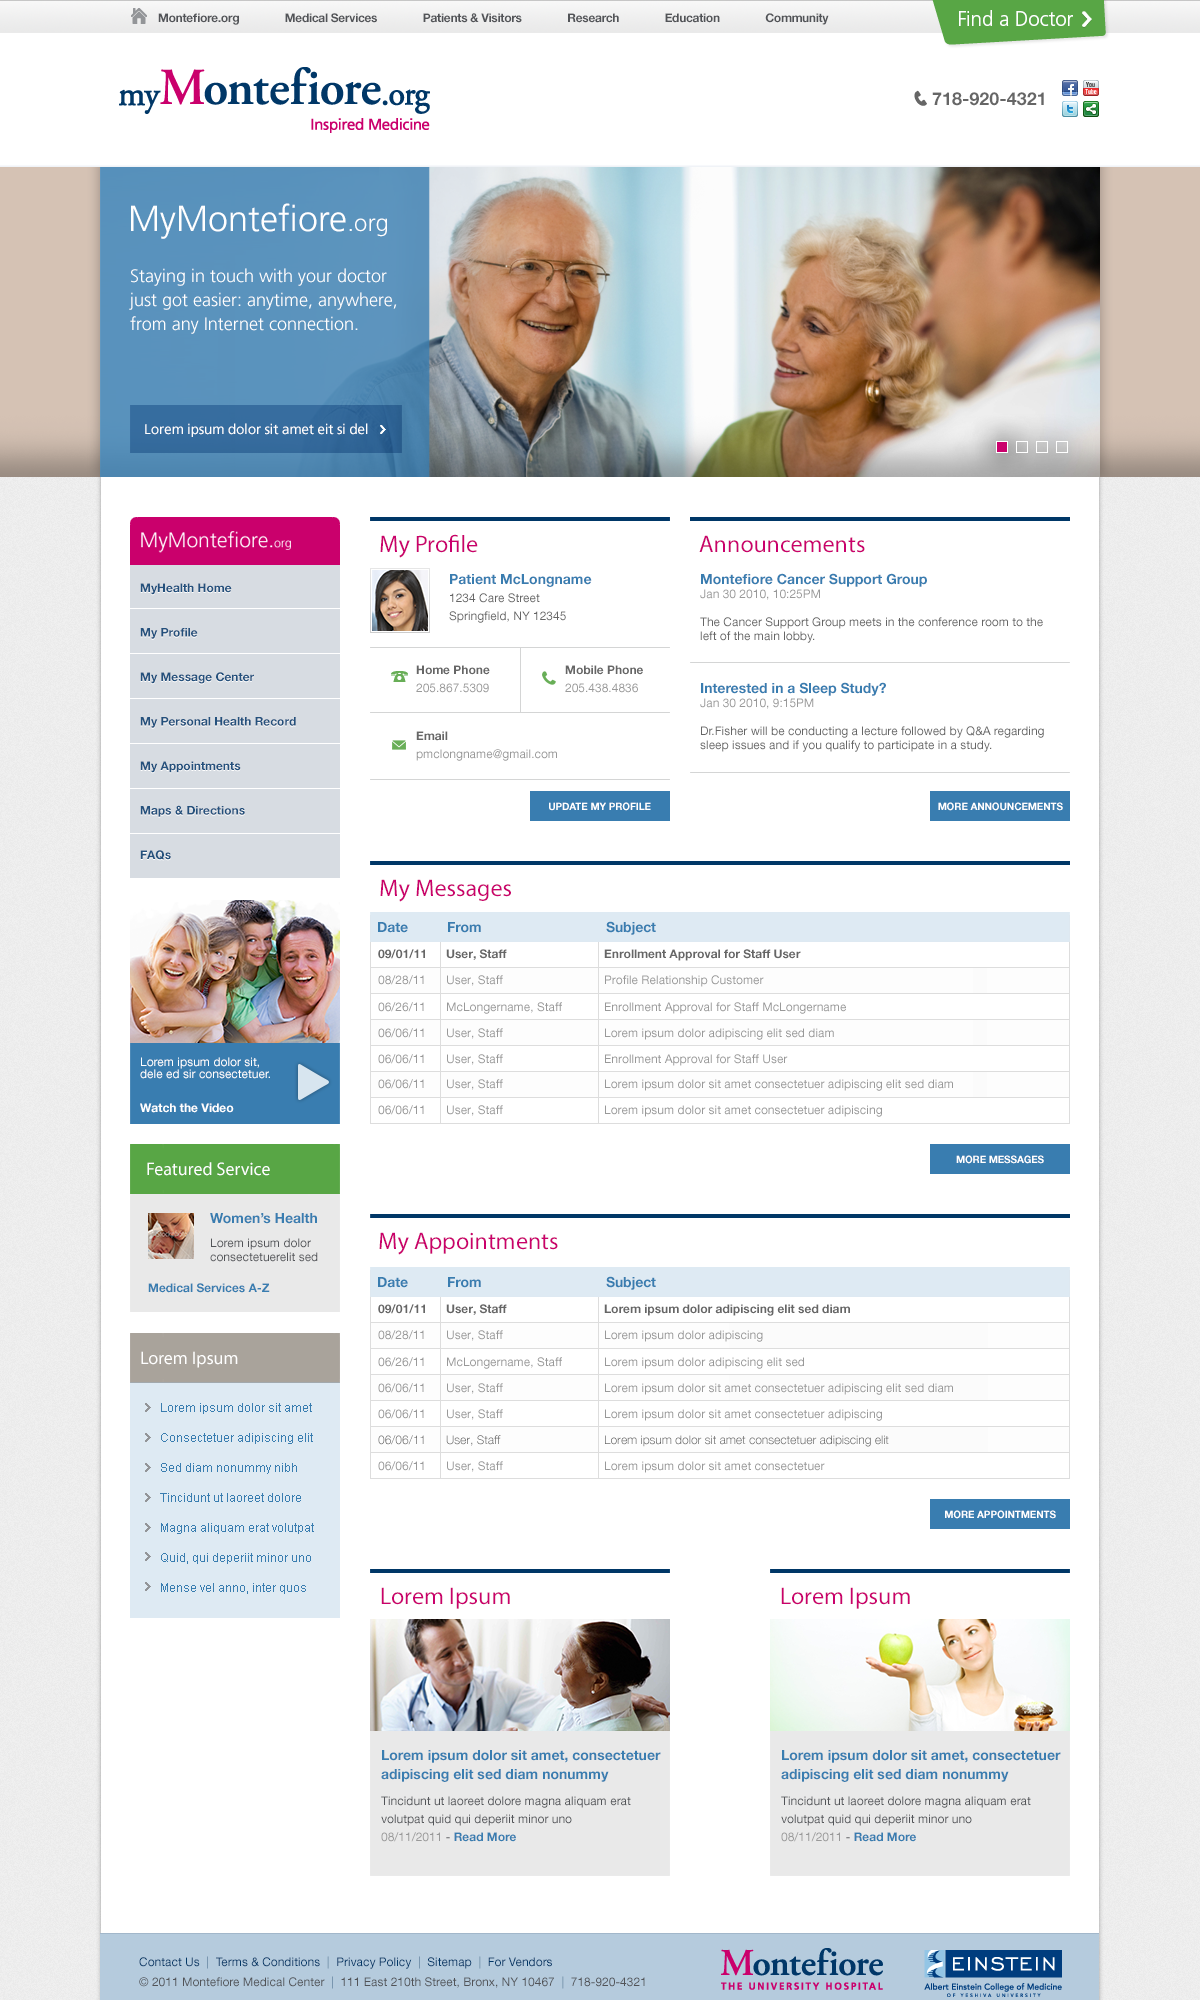 Montefiore.org Medical Services Patients & Visitors Research Education Community
Find a Doctor
myMontefiore.org
Inspired Medicine
718-920-4321
You
Tube
MyMontefiore.org
Staying in touch with your doctor
just got easier: anytime, anywhere,
from any Internet connection.
Lorem ipsum dolor sit amet eit si del
MyMontefiore.org
MyHealth Home
My Profile
My Message Center
My Personal Health Record
My Appointments
Maps & Directions
FAQs
Lorem ipsum dolor sit,
dele ed sir consectetuer.
Watch the Video
Featured Service
Women's Health
Lorem ipsum dolor
consectetuerelit sed
Medical Services A-Z
Lorem Ipsum
Lorem ipsum dolor sit amet
Consectetuer adipiscing elit
Sed diam nonummy nibh
Tincidunt ut laoreet dolore
Magna aliquam erat volutpat
Quid, qui deperiit minor uno
Mense vel anno, inter quos
My Profile
Patient McLongname
1234 Care Street
Springfield, NY 12345
Home Phone
205.867.5309
Mobile Phone
205.438.4836
Email
pmclongname@gmail.com
UPDATE MY PROFILE
Announcements
Montefiore Cancer Support Group
Jan 30 2010, 10:25PM
The Cancer Support Group meets in the conference room to the
left of the main lobby.
Interested in a Sleep Study?
Jan 30 2010, 9:15PM
Dr.Fisher will be conducting a lecture followed by Q&A regarding
sleep issues and if you qualify to participate in a study.
MORE ANNOUNCEMENTS
My Messages
Date From Subject
09/01/11 User, Staff Enrollment Approval for Staff User
08/28/11 User, Staff Profile Relationship Customer
06/26/11 McLongername, Staff Enrollment Approval for Staff McLongername
06/06/11 User, Staff Lorem ipsum dolor adipiscing elit sed diam
06/06/11 User, Staff Enrollment Approval for Staff User
06/06/11 User, Staff Lorem ipsum dolor sit amet consectetuer adipiscing elit sed diam
06/06/11 User, Staff Lorem ipsum dolor sit amet consectetuer adipiscing
MORE MESSAGES
My Appointments
Date From Subject
09/01/11 User, Staff Lorem ipsum dolor adipiscing elit sed diam
08/28/11 User, Staff Lorem ipsum dolor adipiscing
06/26/11 McLongername, Staff Lorem ipsum dolor adipiscing elit sed
06/06/11 User, Staff Lorem ipsum dolor sit amet consectetuer adipiscing elit sed diam
06/06/11 User, Staff Lorem ipsum dolor sit amet consectetuer adipiscing
06/06/11 User, Staff Lorem ipsum dolor sit amet consectetuer adipiscing elit
06/06/11 User, Staff Lorem ipsum dolor sit amet consectetuer
MORE APPOINTMENTS
Lorem Ipsum
Lorem ipsum dolor sit amet, consectetuer
adipiscing elit sed diam nonummy
Tincidunt ut laoreet dolore magna aliquam erat
volutpat quid qui deperiit minor uno
08/11/2011 - Read More
Lorem Ipsum
Lorem ipsum dolor sit amet, consectetuer
adipiscing elit sed diam nonummy
Tincidunt ut laoreet dolore magna aliquam erat
volutpat quid qui deperiit minor uno
08/11/2011 - Read More
Contact Us | Terms & Conditions | Privacy Policy | Sitemap | For Vendors
© 2011 Montefiore Medical Center | 111 East 210th Street, Bronx, NY 10467 | 718-920-4321
Montefiore
THE UNIVERSITY HOSPITAL
EINSTEIN
Albert Einstein College of Medicine
OF YESHIVA UNIVERSITY